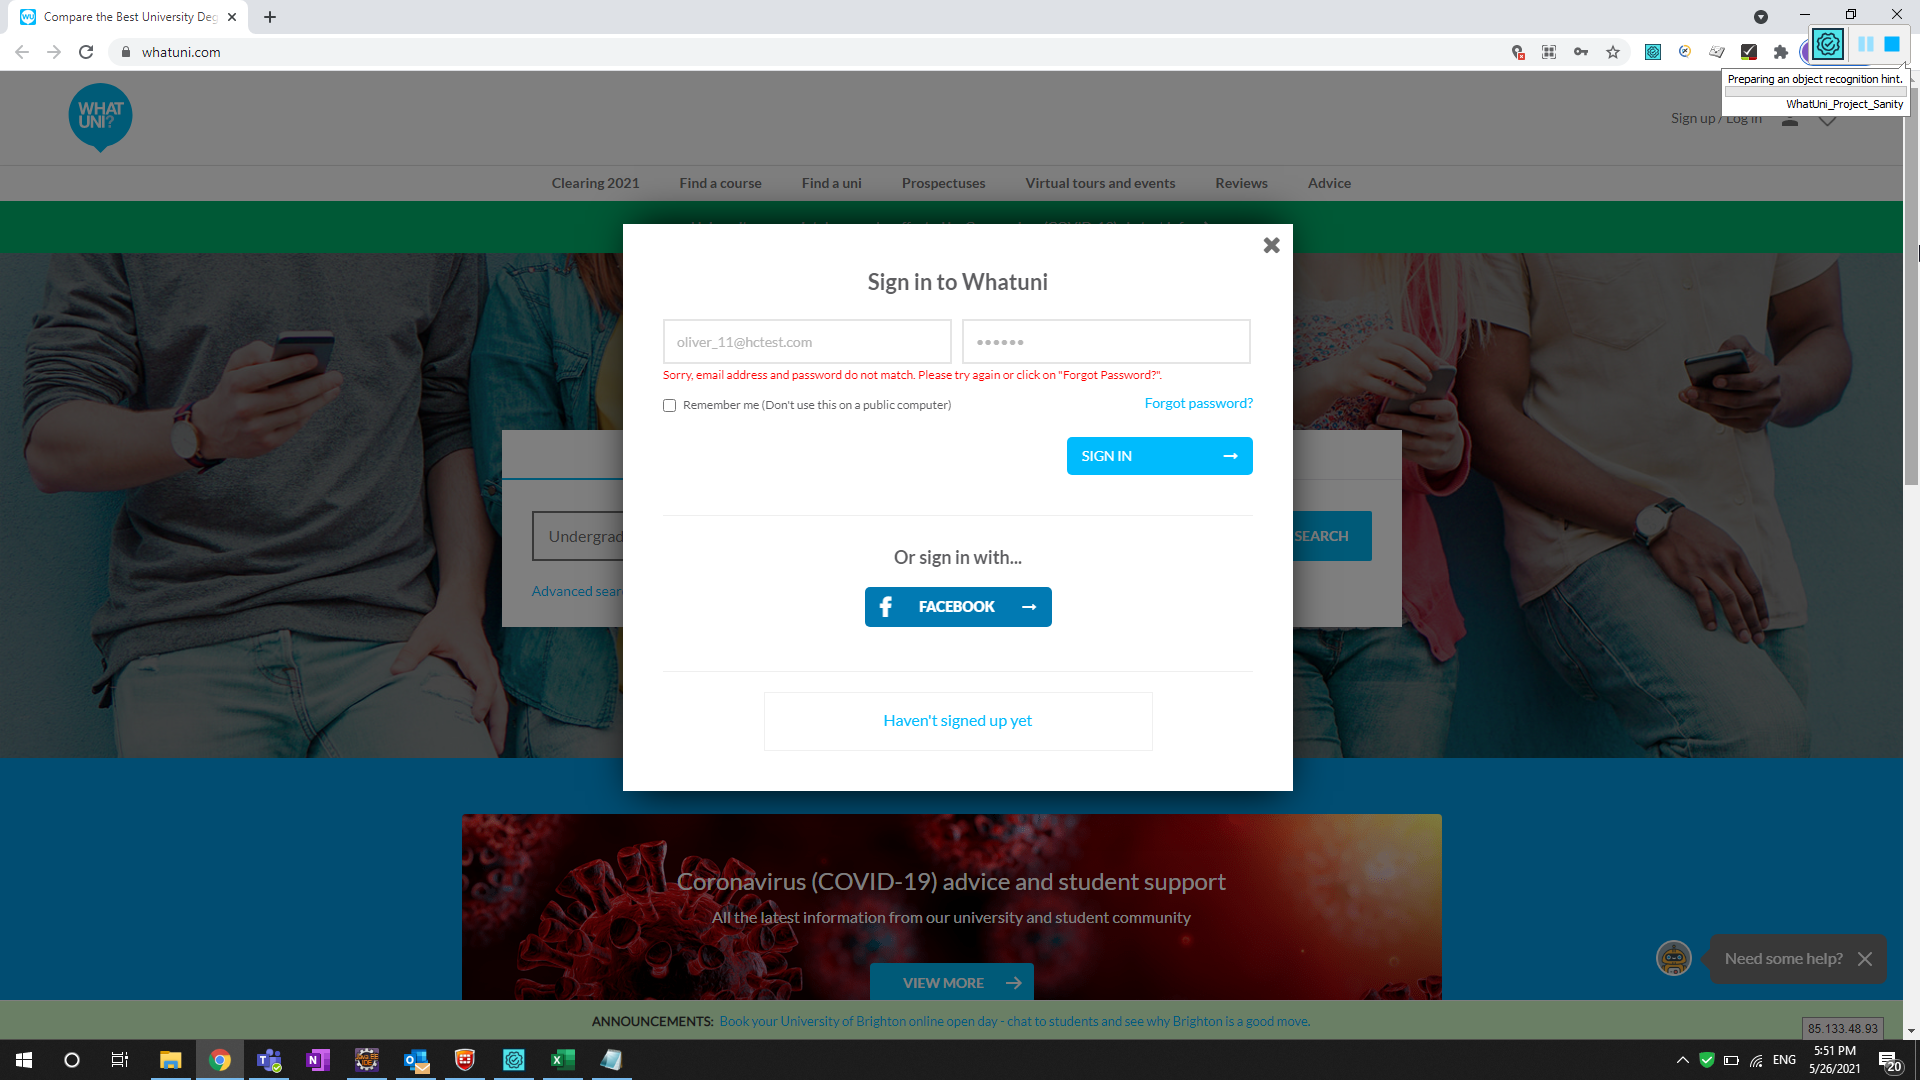 Compare the Best University Deg
whatuni.com
Preparing an object recognition hint.
WhatUni_Project_Sanity
WHAT
UNI?
Sign up / Log in
Clearing 2021
Find a course
Find a uni
Prospectuses
Virtual tours and events
Reviews
Advice
Sign in to Whatuni
oliver_11@hctest.com
••••••
Sorry, email address and password do not match. Please try again or click on "Forgot Password?".
Remember me (Don't use this on a public computer)
Forgot password?
SIGN IN
Undergrad
SEARCH
Or sign in with...
Advanced sear
FACEBOOK
Haven't signed up yet
Coronavirus (COVID-19) advice and student support
All the latest information from our university and student community
VIEW MORE
Need some help?
ANNOUNCEMENTS: Book your University of Brighton online open day - chat to students and see why Brighton is a good move.
85.133.48.93
ENG
5:51 PM
5/26/2021
20